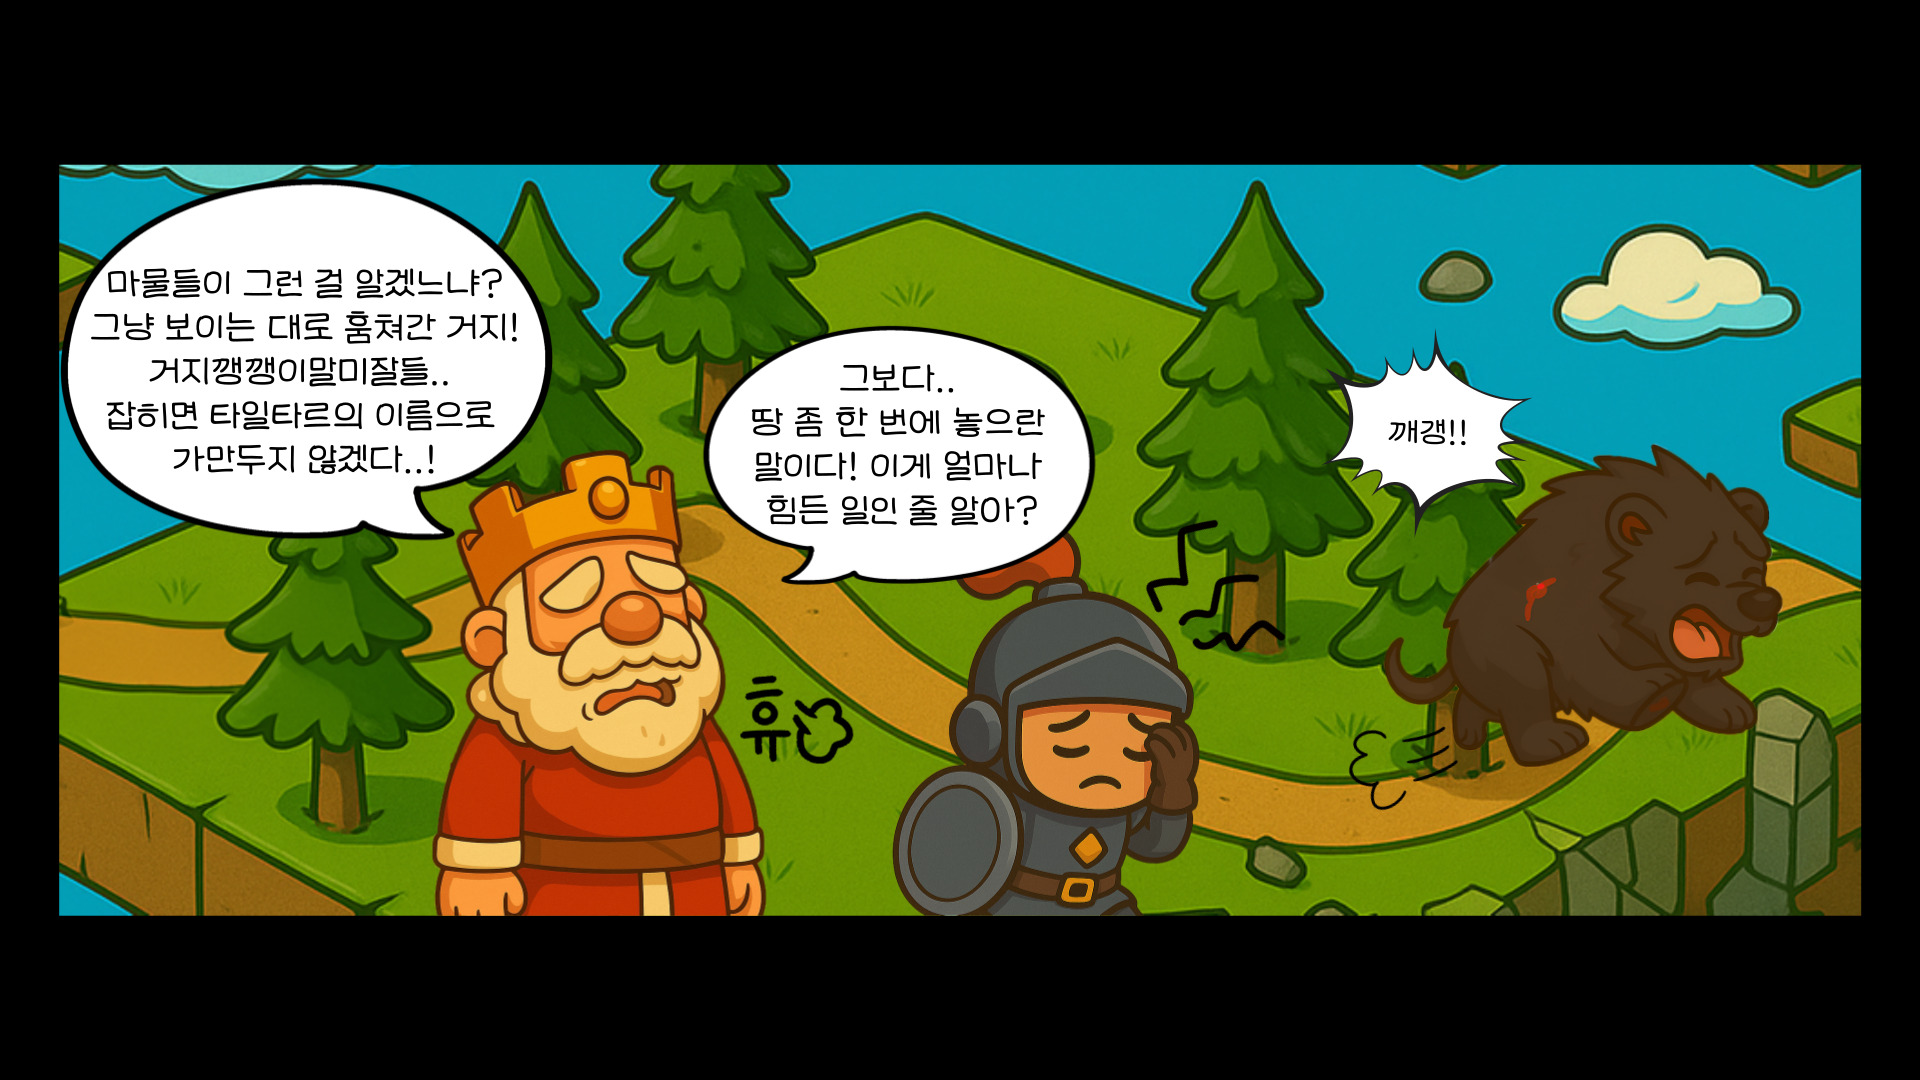 마물들이 그런 걸 알겠느냐?
그냥 보이는 대로 훔쳐간 거지!
거지깽깽이말미잘들..
잡히면 타일타르의 이름으로
가만두지 않겠다..!
그보다..
땅 좀 한 번에 놓으란
말이다! 이게 얼마나
힘든 일인 줄 알아?
깨갱!!
휴